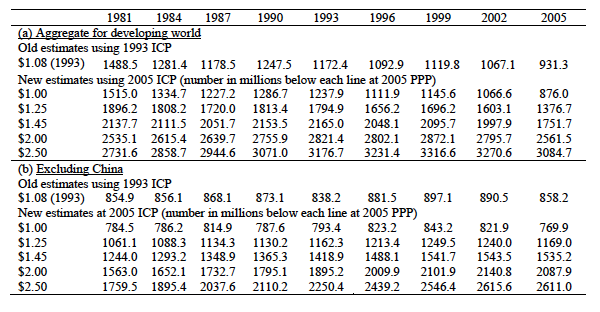 1981 1984 1987 1990 1993 1996 1999 2002 2005
(a) Aggregate for developing world
Old estimates using 1993 ICP
$1.08 (1993) 1488.5 1281.4 1178.5 1247.5 1172.4 1092.9 1119.8 1067.1 931.3
New estimates using 2005 ICP (number in millions below each line at 2005 PPP)
$1.00 1515.0 1334.7 1227.2 1286.7 1237.9 1111.9 1145.6 1066.6 876.0
$1.25 1896.2 1808.2 1720.0 1813.4 1794.9 1656.2 1696.2 1603.1 1376.7
$1.45 2137.7 2111.5 2051.7 2153.5 2165.0 2048.1 2095.7 1997.9 1751.7
$2.00 2535.1 2615.4 2639.7 2755.9 2821.4 2802.1 2872.1 2795.7 2561.5
$2.50 2731.6 2858.7 2944.6 3071.0 3176.7 3231.4 3316.6 3270.6 3084.7
(b) Excluding China
Old estimates using 1993 ICP
$1.08 (1993) 854.9 856.1 868.1 873.1 838.2 881.5 897.1 890.5 858.2
New estimates at 2005 ICP (number in millions below each line at 2005 PPP)
$1.00 784.5 786.2 814.9 787.6 793.4 823.2 843.2 821.9 769.9
$1.25 1061.1 1088.3 1134.3 1130.2 1162.3 1213.4 1249.5 1240.0 1169.0
$1.45 1244.0 1293.2 1348.9 1365.3 1418.9 1488.1 1541.7 1543.5 1535.2
$2.00 1563.0 1652.1 1732.7 1795.1 1895.2 2009.9 2101.9 2140.8 2087.9
$2.50 1759.5 1895.4 2037.6 2110.2 2250.4 2439.2 2546.4 2615.6 2611.0